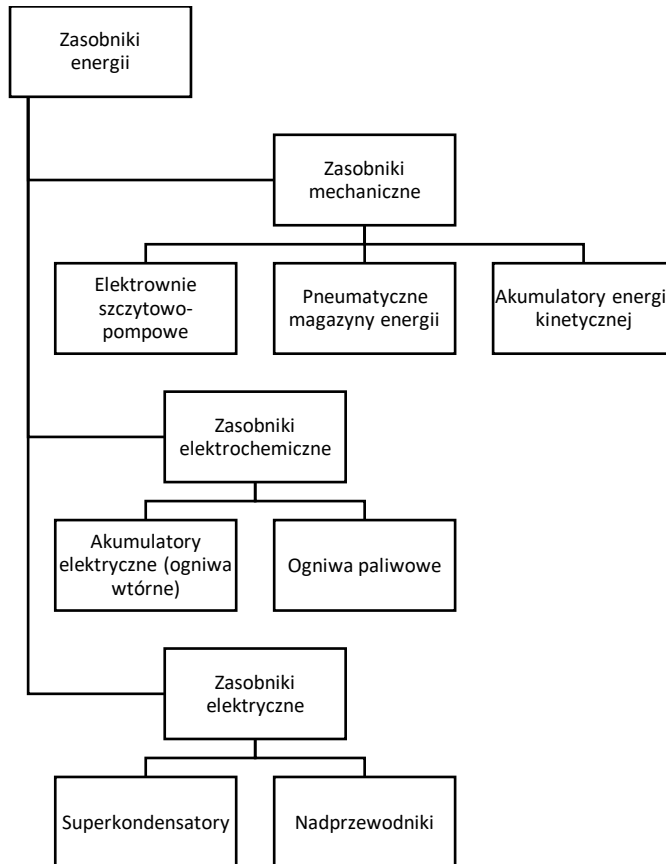 Zasobniki
energii
Zasobniki
mechaniczne
Elektrownie
szczytowo-
pompowe
Pneumatyczne
magazyny energii
Akumulatory energi
kinetycznej
Zasobniki
elektrochemiczne
Akumulatory
elektryczne (ogniwa
wtórne)
Ogniwa paliwowe
Zasobniki
elektryczne
Superkondensatory
Nadprzewodniki